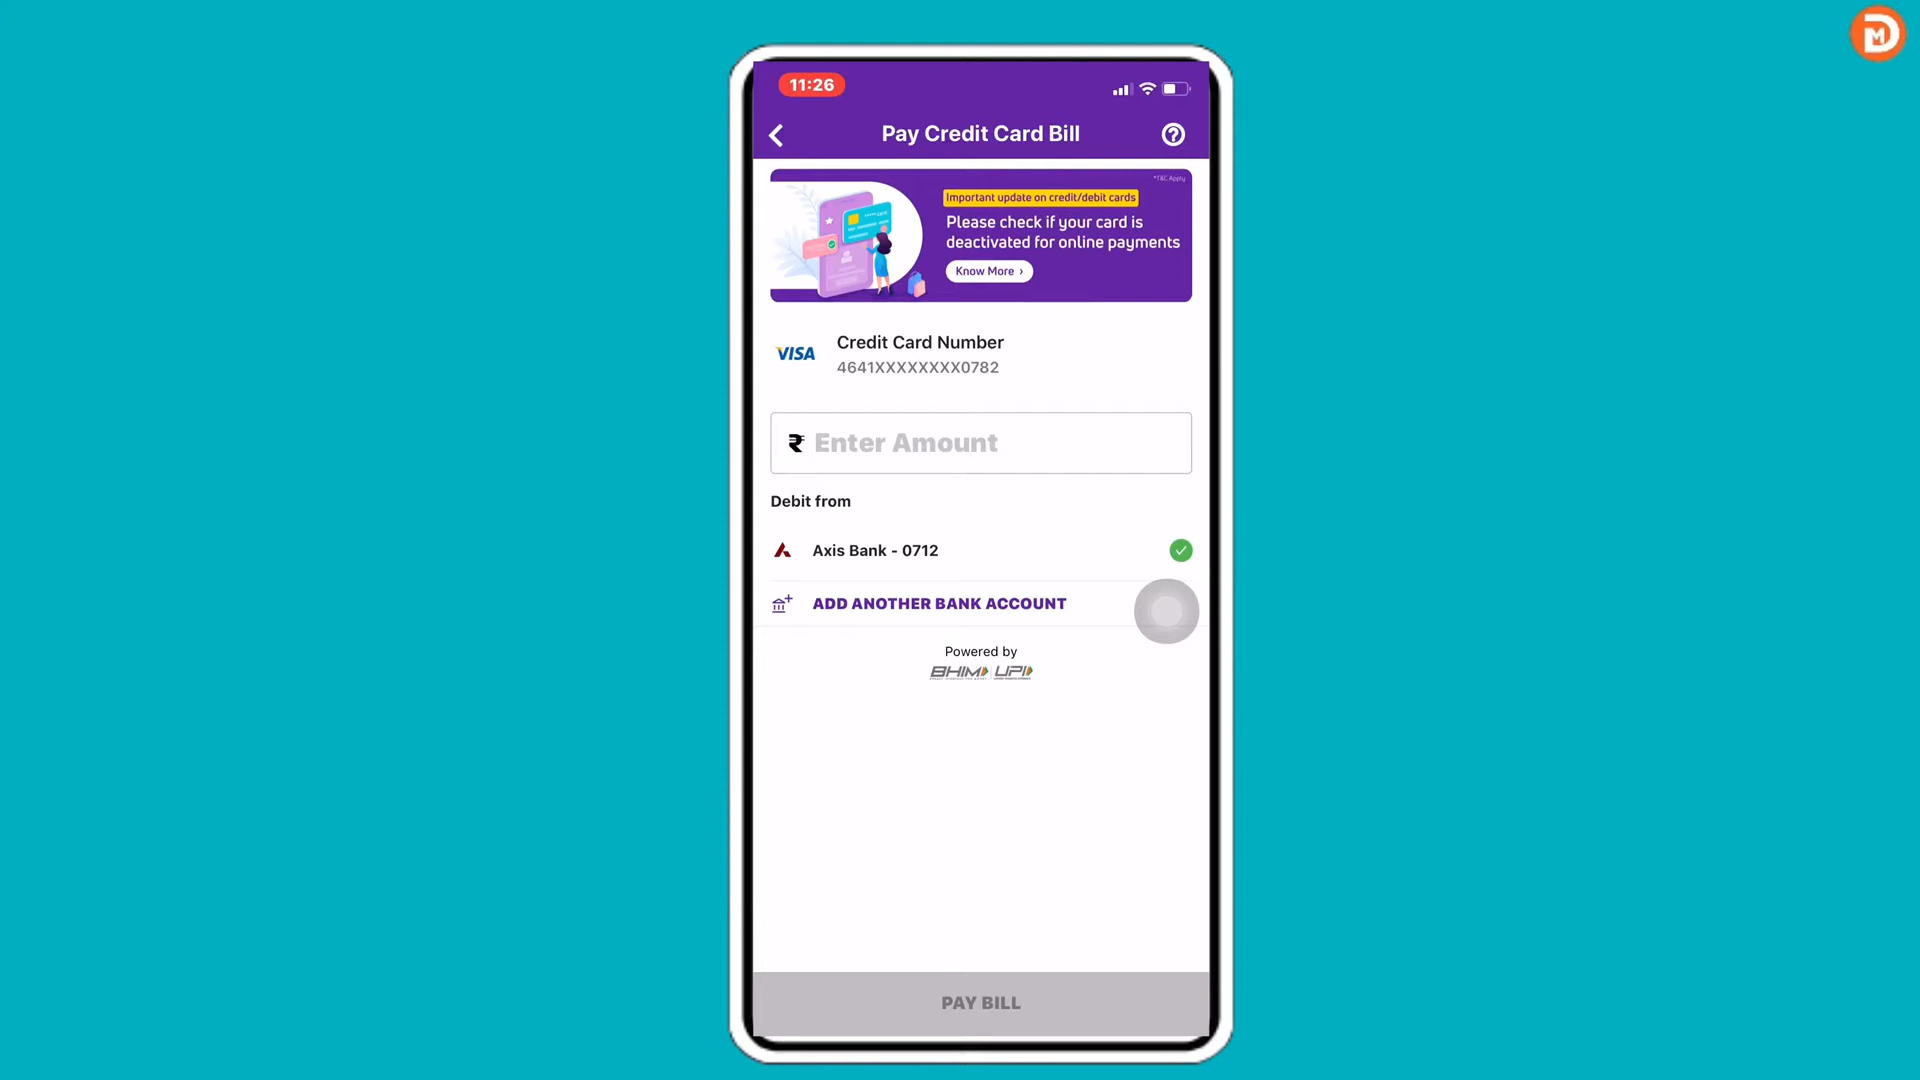 11:26
Pay Credit Card Bill
*T&C Apply
Important update on credit/debit cards
Please check if your card is
deactivated for online payments
Know More ›
VISA
Credit Card Number
4641XXXXXXXX0782
₹ Enter Amount
Debit from
Axis Bank - 0712
ADD ANOTHER BANK ACCOUNT
Powered by
BHIM UPI
PAY BILL